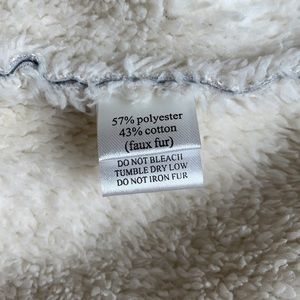 57% polyester
43% cotton
(faux fur)
DO NOT BLEACH
TUMBLE DRY LOW
DO NOT IRON FUR